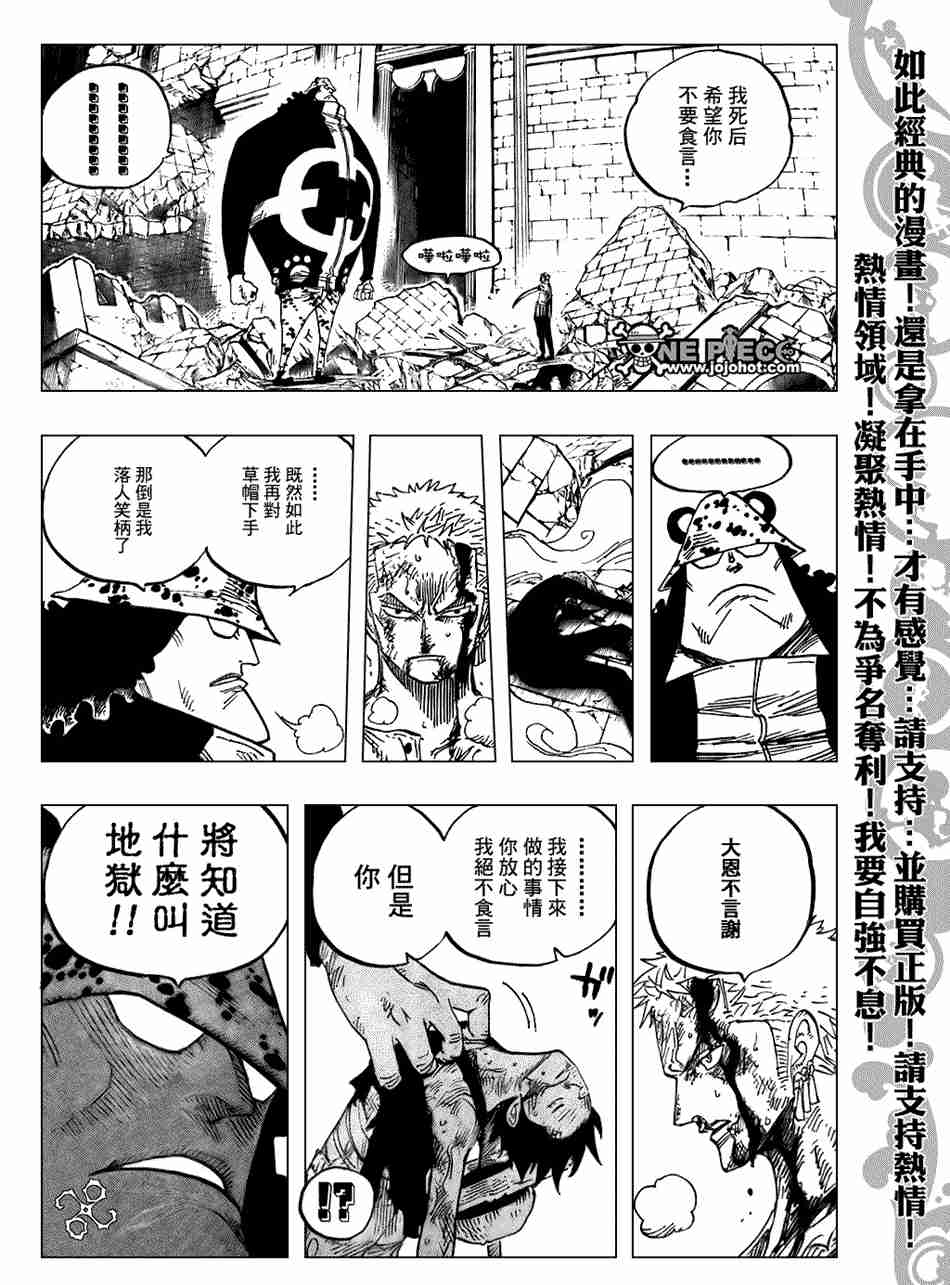 我死后
希望你
不要食言…
…………………
嘩啦嘩啦
ONE PIECE
www.jojohot.com
……………
……
既然如此
我再對
草帽下手
那倒是我
落人笑柄了
大恩不言謝
………
我接下來
做的事情
你放心
我絕不食言
但是
你
!?
將知道
什麼叫
地獄!!
如此經典的漫畫！還是拿在手中…才有感覺…請支持…並購買正版！請支持熱情！
熱情領域！凝聚熱情！不為爭名奪利！我要自強不息！